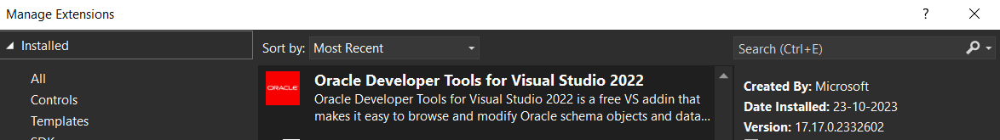 Manage Extensions
?
Installed
Sort by: Most Recent
Search (Ctrl+E)
All
Controls
Templates
SDK
ORACLE
Oracle Developer Tools for Visual Studio 2022
Oracle Developer Tools for Visual Studio 2022 is a free VS addin that
makes it easy to browse and modify Oracle schema objects and data...
Created By: Microsoft
Date Installed: 23-10-2023
Version: 17.17.0.2332602